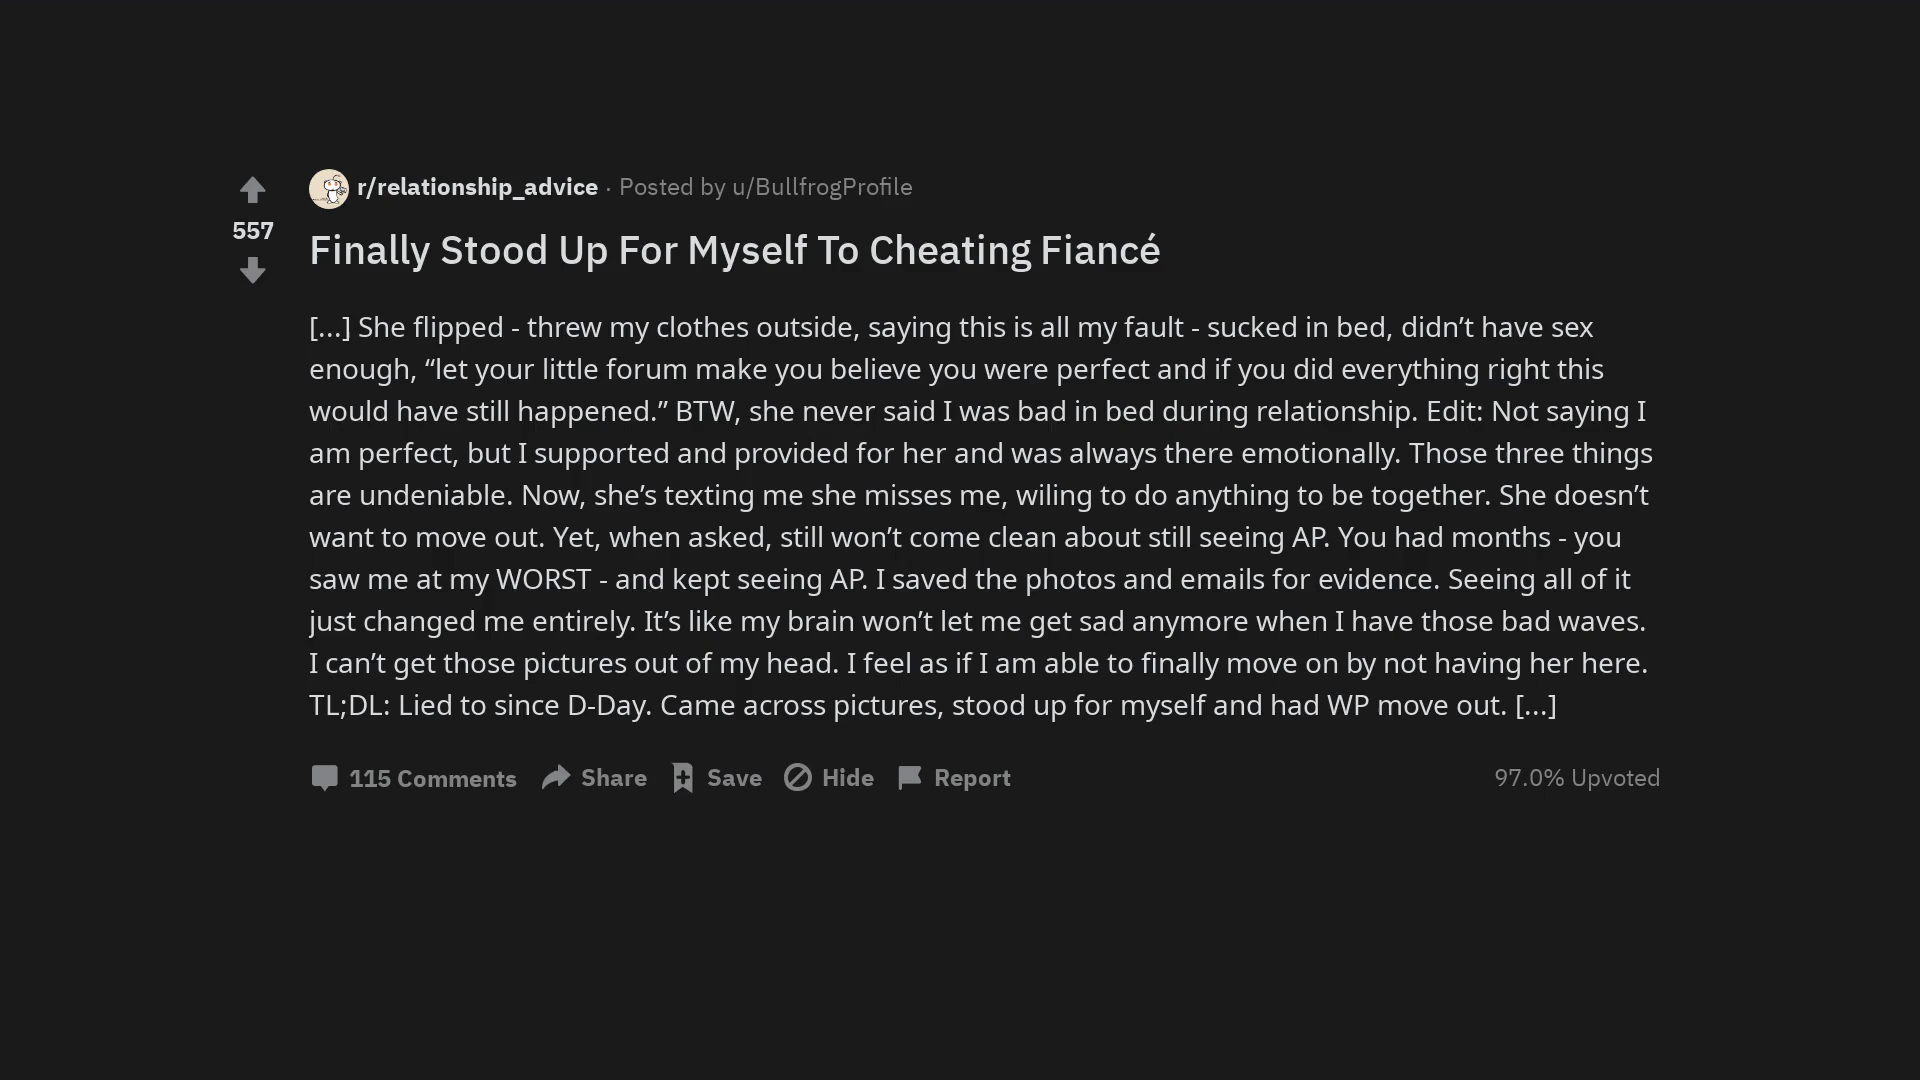 r/relationship_advice · Posted by u/BullfrogProfile
557
Finally Stood Up For Myself To Cheating Fiancé
[...] She flipped - threw my clothes outside, saying this is all my fault - sucked in bed, didn’t have sex
enough, “let your little forum make you believe you were perfect and if you did everything right this
would have still happened.” BTW, she never said I was bad in bed during relationship. Edit: Not saying I
am perfect, but I supported and provided for her and was always there emotionally. Those three things
are undeniable. Now, she’s texting me she misses me, wiling to do anything to be together. She doesn’t
want to move out. Yet, when asked, still won’t come clean about still seeing AP. You had months - you
saw me at my WORST - and kept seeing AP. I saved the photos and emails for evidence. Seeing all of it
just changed me entirely. It’s like my brain won’t let me get sad anymore when I have those bad waves.
I can’t get those pictures out of my head. I feel as if I am able to finally move on by not having her here.
TL;DL: Lied to since D-Day. Came across pictures, stood up for myself and had WP move out. [...]
115 Comments Share Save Hide Report 97.0% Upvoted